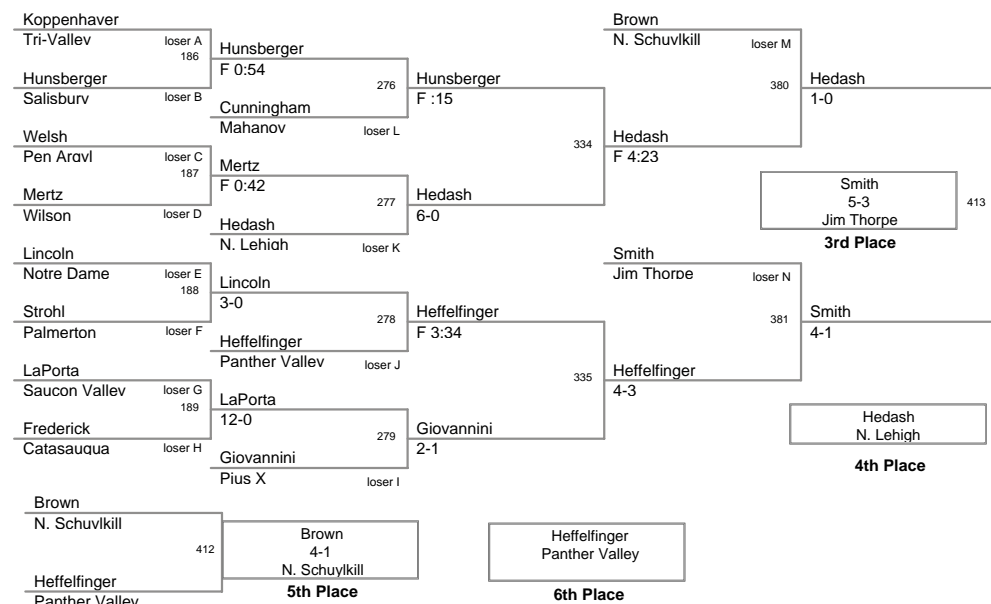 Koppenhaver
Tri-Valley
loser A
186
Hunsberger
Salisbury
loser B
Welsh
Pen Argyl
loser C
187
Mertz
Wilson
loser D
Lincoln
Notre Dame
loser E
188
Strohl
Palmerton
loser F
LaPorta
Saucon Valley
loser G
189
Frederick
Catasauqua
loser H
Hunsberger
F 0:54
276
Cunningham
Mahanoy
loser L
Mertz
F 0:42
277
Hedash
N. Lehigh
loser K
Lincoln
3-0
278
Heffelfinger
Panther Valley
loser J
LaPorta
12-0
279
Giovannini
Pius X
loser I
Hunsberger
F :15
334
Hedash
6-0
Heffelfinger
F 3:34
335
Giovannini
2-1
Brown
N. Schuylkill
loser M
380
Hedash
F 4:23
Smith
Jim Thorpe
loser N
381
Heffelfinger
4-3
Hedash
1-0
Smith
5-3
Jim Thorpe
413
3rd Place
Smith
4-1
Hedash
N. Lehigh
4th Place
Brown
N. Schuylkill
412
Heffelfinger
Panther Valley
Brown
4-1
N. Schuylkill
5th Place
Heffelfinger
Panther Valley
6th Place